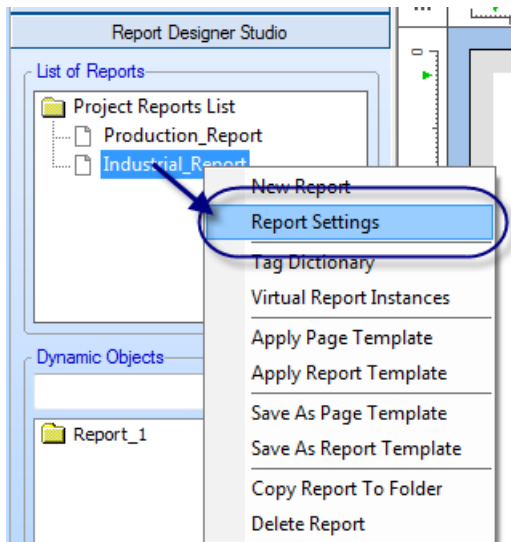 Report Designer Studio
List of Reports
Project Reports List
Production_Report
Industrial_Report
New Report
Report Settings
Tag Dictionary
Virtual Report Instances
Apply Page Template
Apply Report Template
Dynamic Objects
Save As Page Template
Report_1
Save As Report Template
Copy Report To Folder
Delete Report
0